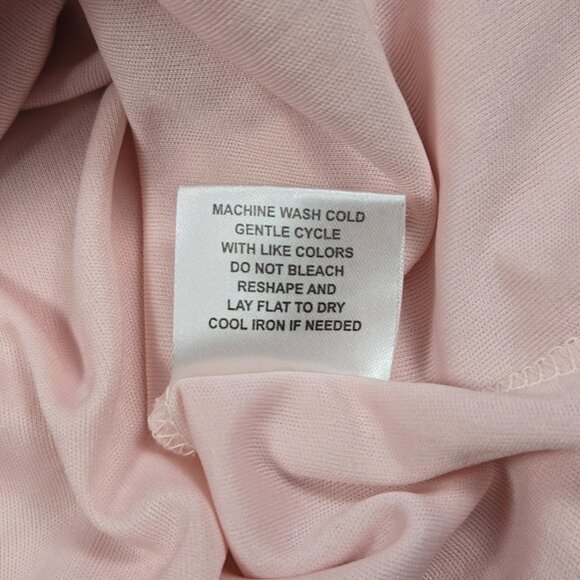 MACHINE WASH COLD
GENTLE CYCLE
WITH LIKE COLORS
DO NOT BLEACH
RESHAPE AND
LAY FLAT TO DRY
COOL IRON IF NEEDED